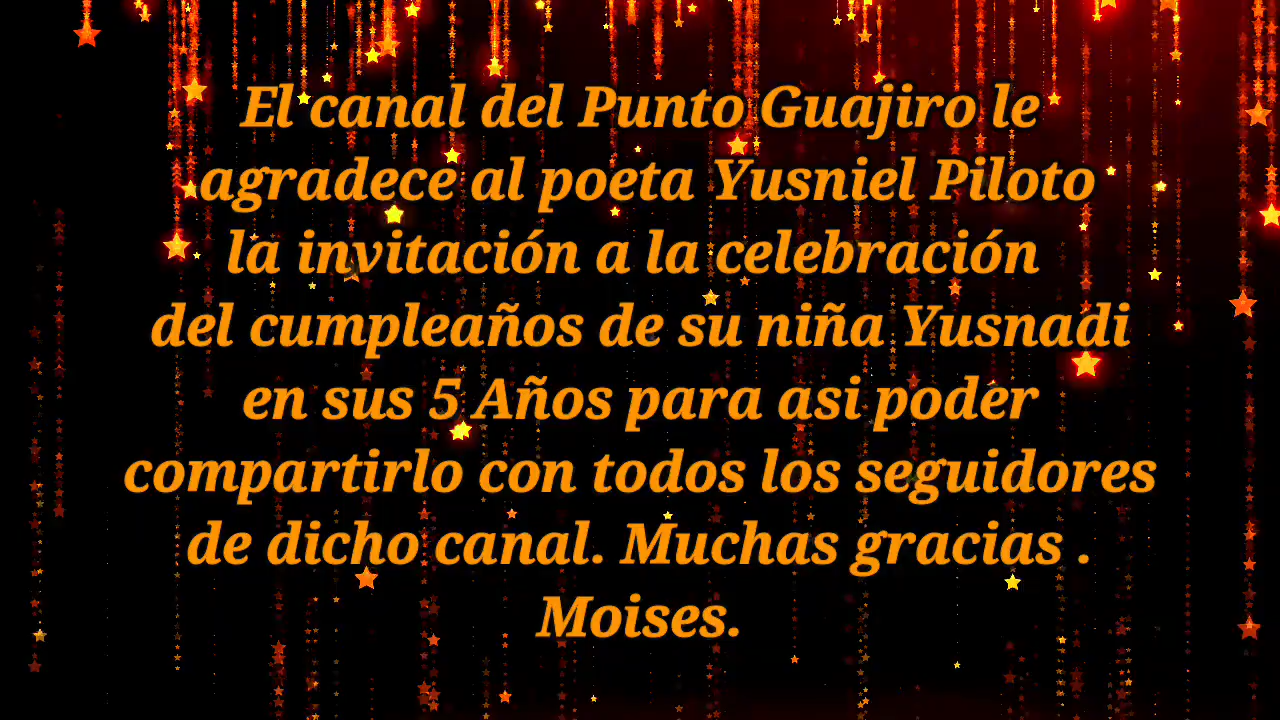 El canal del Punto Guajiro le
agradece al poeta Yusniel Piloto
la invitación a la celebración
del cumpleaños de su niña Yusnadi
en sus 5 Años para asi poder
compartirlo con todos los seguidores
de dicho canal. Muchas gracias .
Moises.